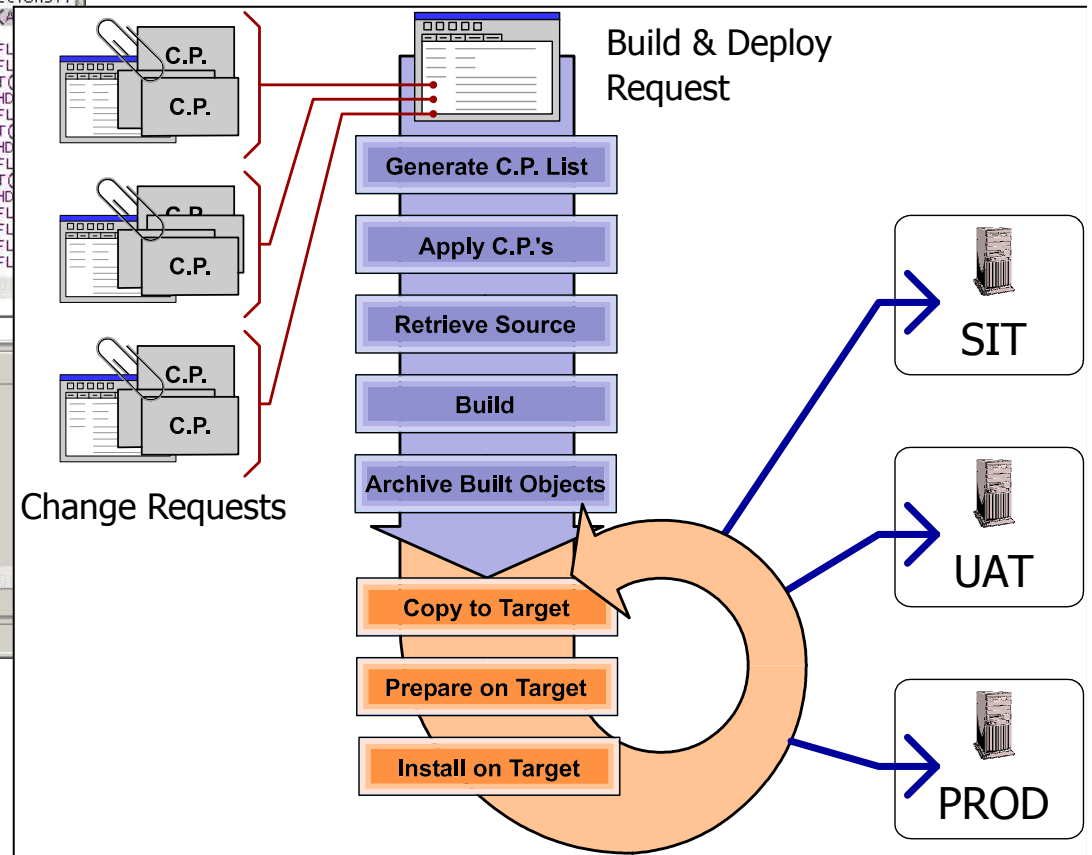 C.P.
C.P.
C.P.
C.P.
C.P.
C.P.
Change Requests
Build & Deploy
Request
Generate C.P. List
Apply C.P.'s
Retrieve Source
Build
Archive Built Objects
Copy to Target
Prepare on Target
Install on Target
SIT
UAT
PROD